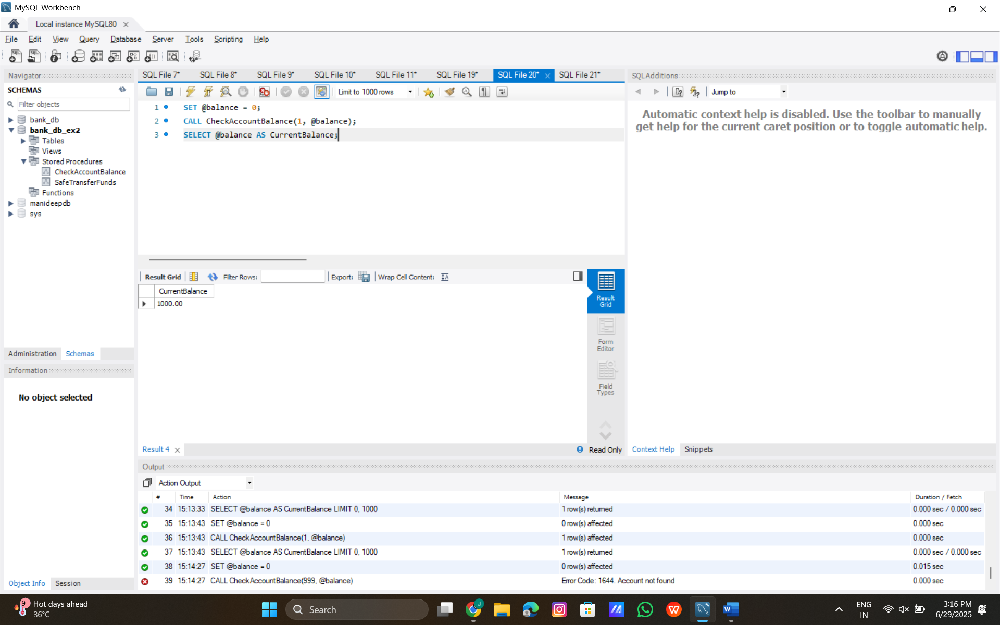 MySQL Workbench
Local instance MySQL80
File Edit View Query Database Server Tools Scripting Help
Navigator
SCHEMAS
Filter objects
bank_db
bank_db_ex2
Tables
Views
Stored Procedures
CheckAccountBalance
SafeTransferFunds
Functions
manideepdb
sys
Administration Schemas
Information
No object selected
Object Info Session
SQL File 7* SQL File 8* SQL File 9* SQL File 10* SQL File 11* SQL File 19* SQL File 20* SQL File 21*
Limit to 1000 rows
1 SET @balance = 0;
2 CALL CheckAccountBalance(1, @balance);
3 SELECT @balance AS CurrentBalance;
Result Grid Filter Rows: Export: Wrap Cell Content:
CurrentBalance
1000.00
Result Grid
Form Editor
Field Types
Result 4 Read Only
SQLAdditions
Jump to
Automatic context help is disabled. Use the toolbar to manually
get help for the current caret position or to toggle automatic help.
Context Help Snippets
Output
Action Output
# Time Action Message Duration / Fetch
34 15:13:33 SELECT @balance AS CurrentBalance LIMIT 0, 1000 1 row(s) returned 0.000 sec / 0.000 sec
35 15:13:43 SET @balance = 0 0 row(s) affected 0.000 sec
36 15:13:43 CALL CheckAccountBalance(1, @balance) 1 row(s) affected 0.000 sec
37 15:13:43 SELECT @balance AS CurrentBalance LIMIT 0, 1000 1 row(s) returned 0.000 sec / 0.000 sec
38 15:14:27 SET @balance = 0 0 row(s) affected 0.015 sec
39 15:14:27 CALL CheckAccountBalance(999, @balance) Error Code: 1644. Account not found 0.000 sec
9+
Hot days ahead
36°C
Search
ENG
IN
3:16 PM
6/29/2025